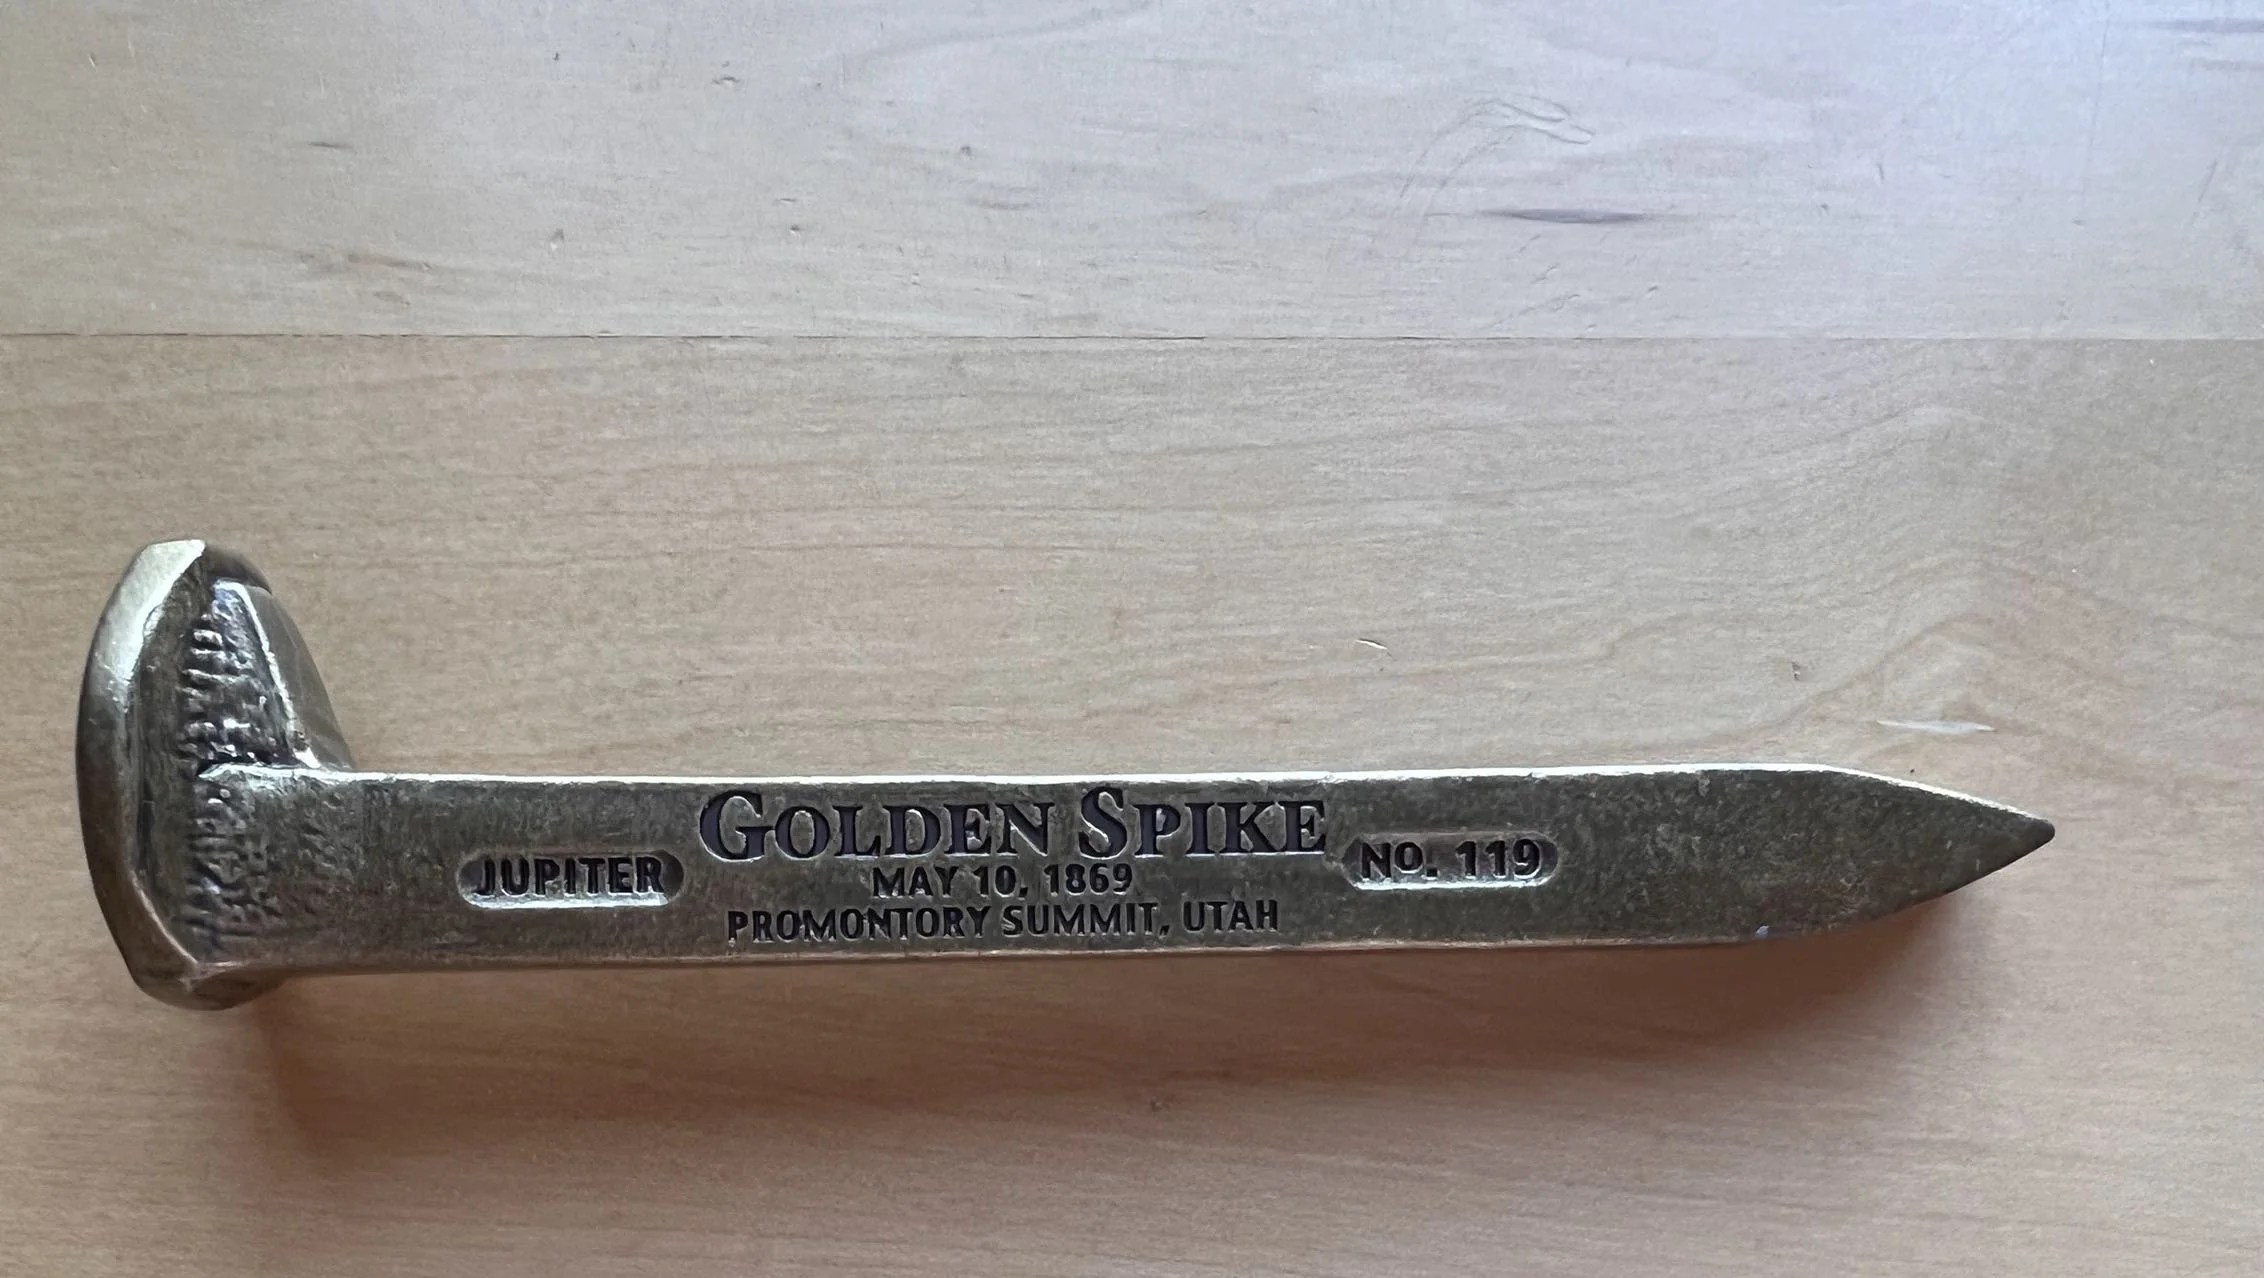 JUPITER
GOLDEN SPIKE
MAY 10, 1869
PROMONTORY SUMMIT, UTAH
NO. 119